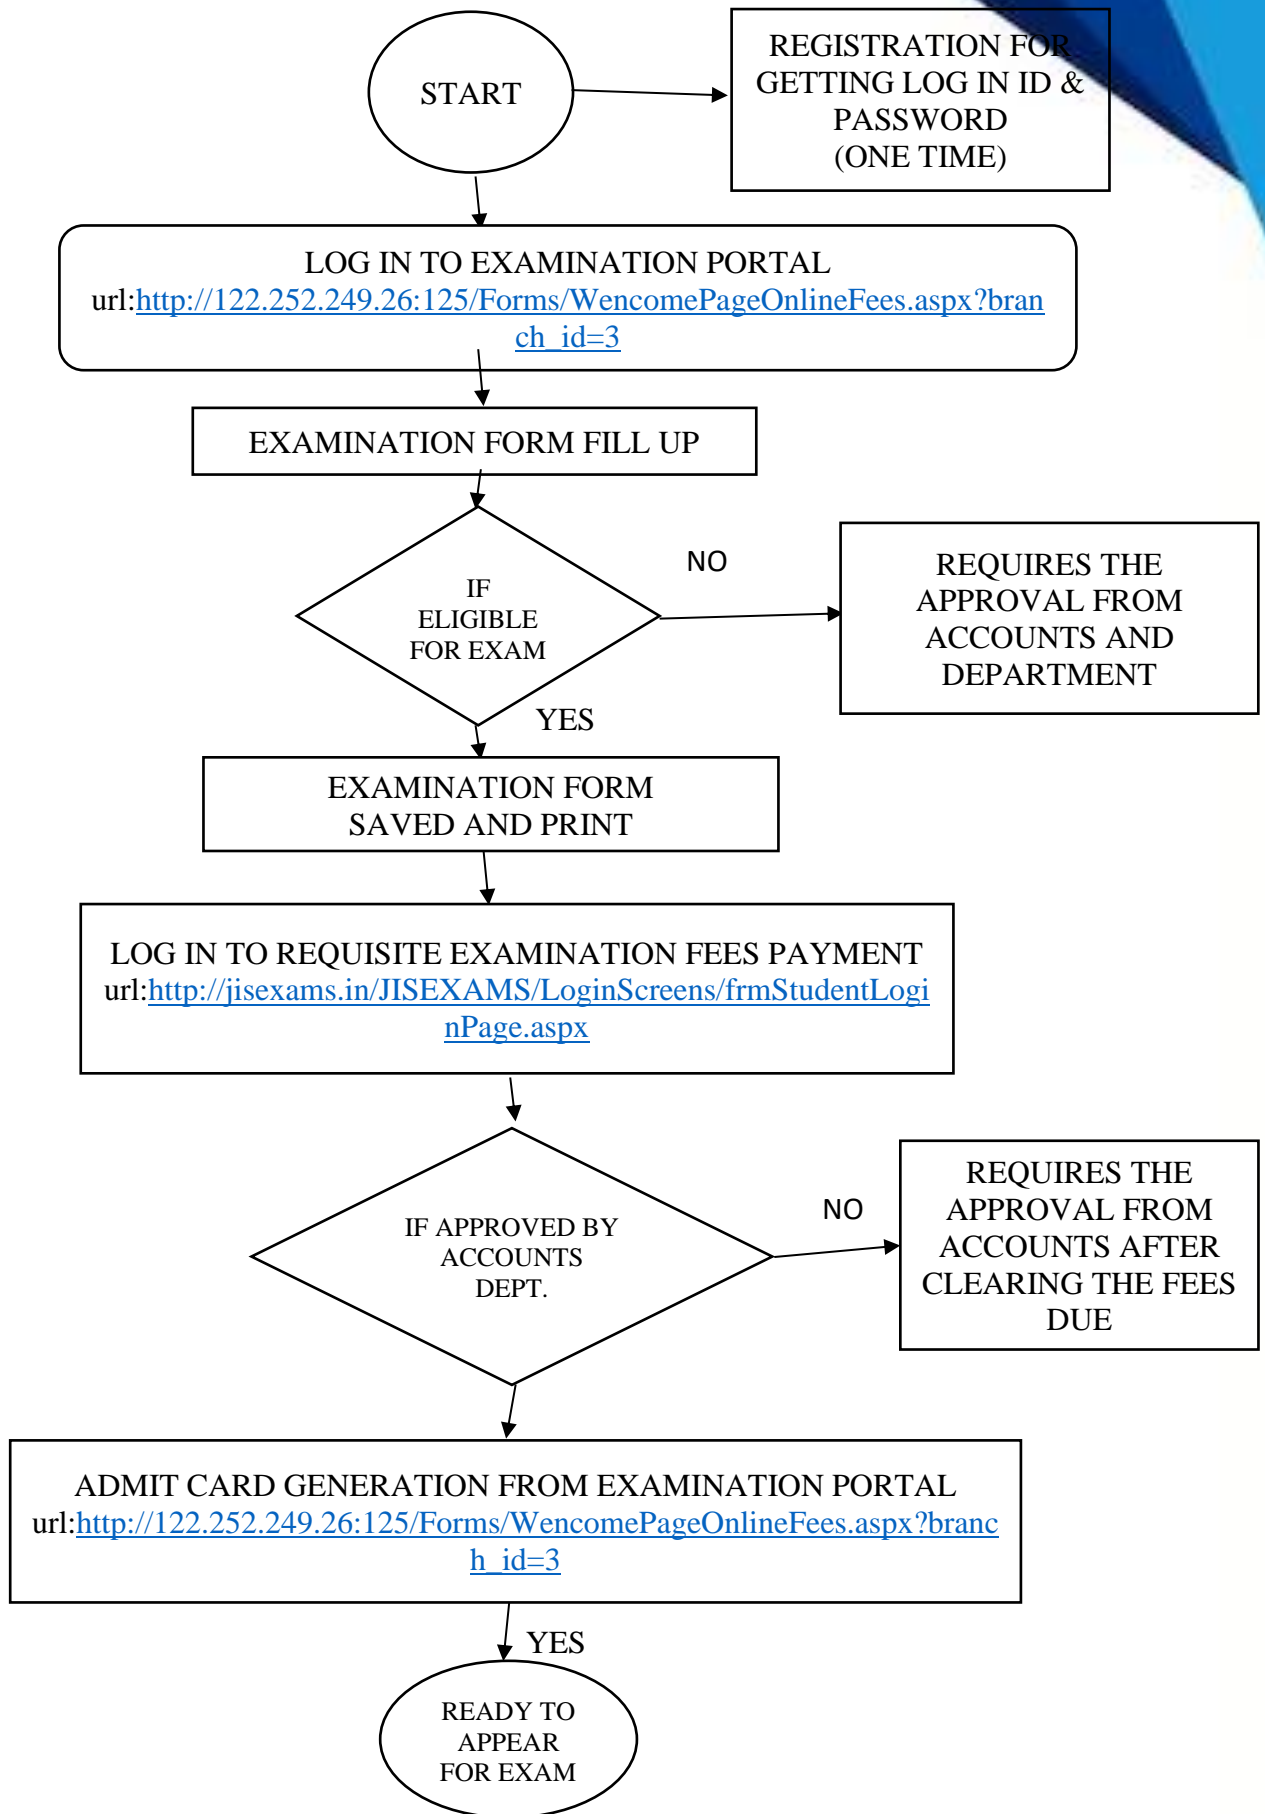 START
REGISTRATION FOR
GETTING LOG IN ID &
PASSWORD
(ONE TIME)
LOG IN TO EXAMINATION PORTAL
url:http://122.252.249.26:125/Forms/WencomePageOnlineFees.aspx?bran
ch_id=3
EXAMINATION FORM FILL UP
IF
ELIGIBLE
FOR EXAM
NO
REQUIRES THE
APPROVAL FROM
ACCOUNTS AND
DEPARTMENT
YES
EXAMINATION FORM
SAVED AND PRINT
LOG IN TO REQUISITE EXAMINATION FEES PAYMENT
url:http://jisexams.in/JISEXAMS/LoginScreens/frmStudentLogi
nPage.aspx
IF APPROVED BY
ACCOUNTS
DEPT.
NO
REQUIRES THE
APPROVAL FROM
ACCOUNTS AFTER
CLEARING THE FEES
DUE
ADMIT CARD GENERATION FROM EXAMINATION PORTAL
url:http://122.252.249.26:125/Forms/WencomePageOnlineFees.aspx?branc
h_id=3
YES
READY TO
APPEAR
FOR EXAM